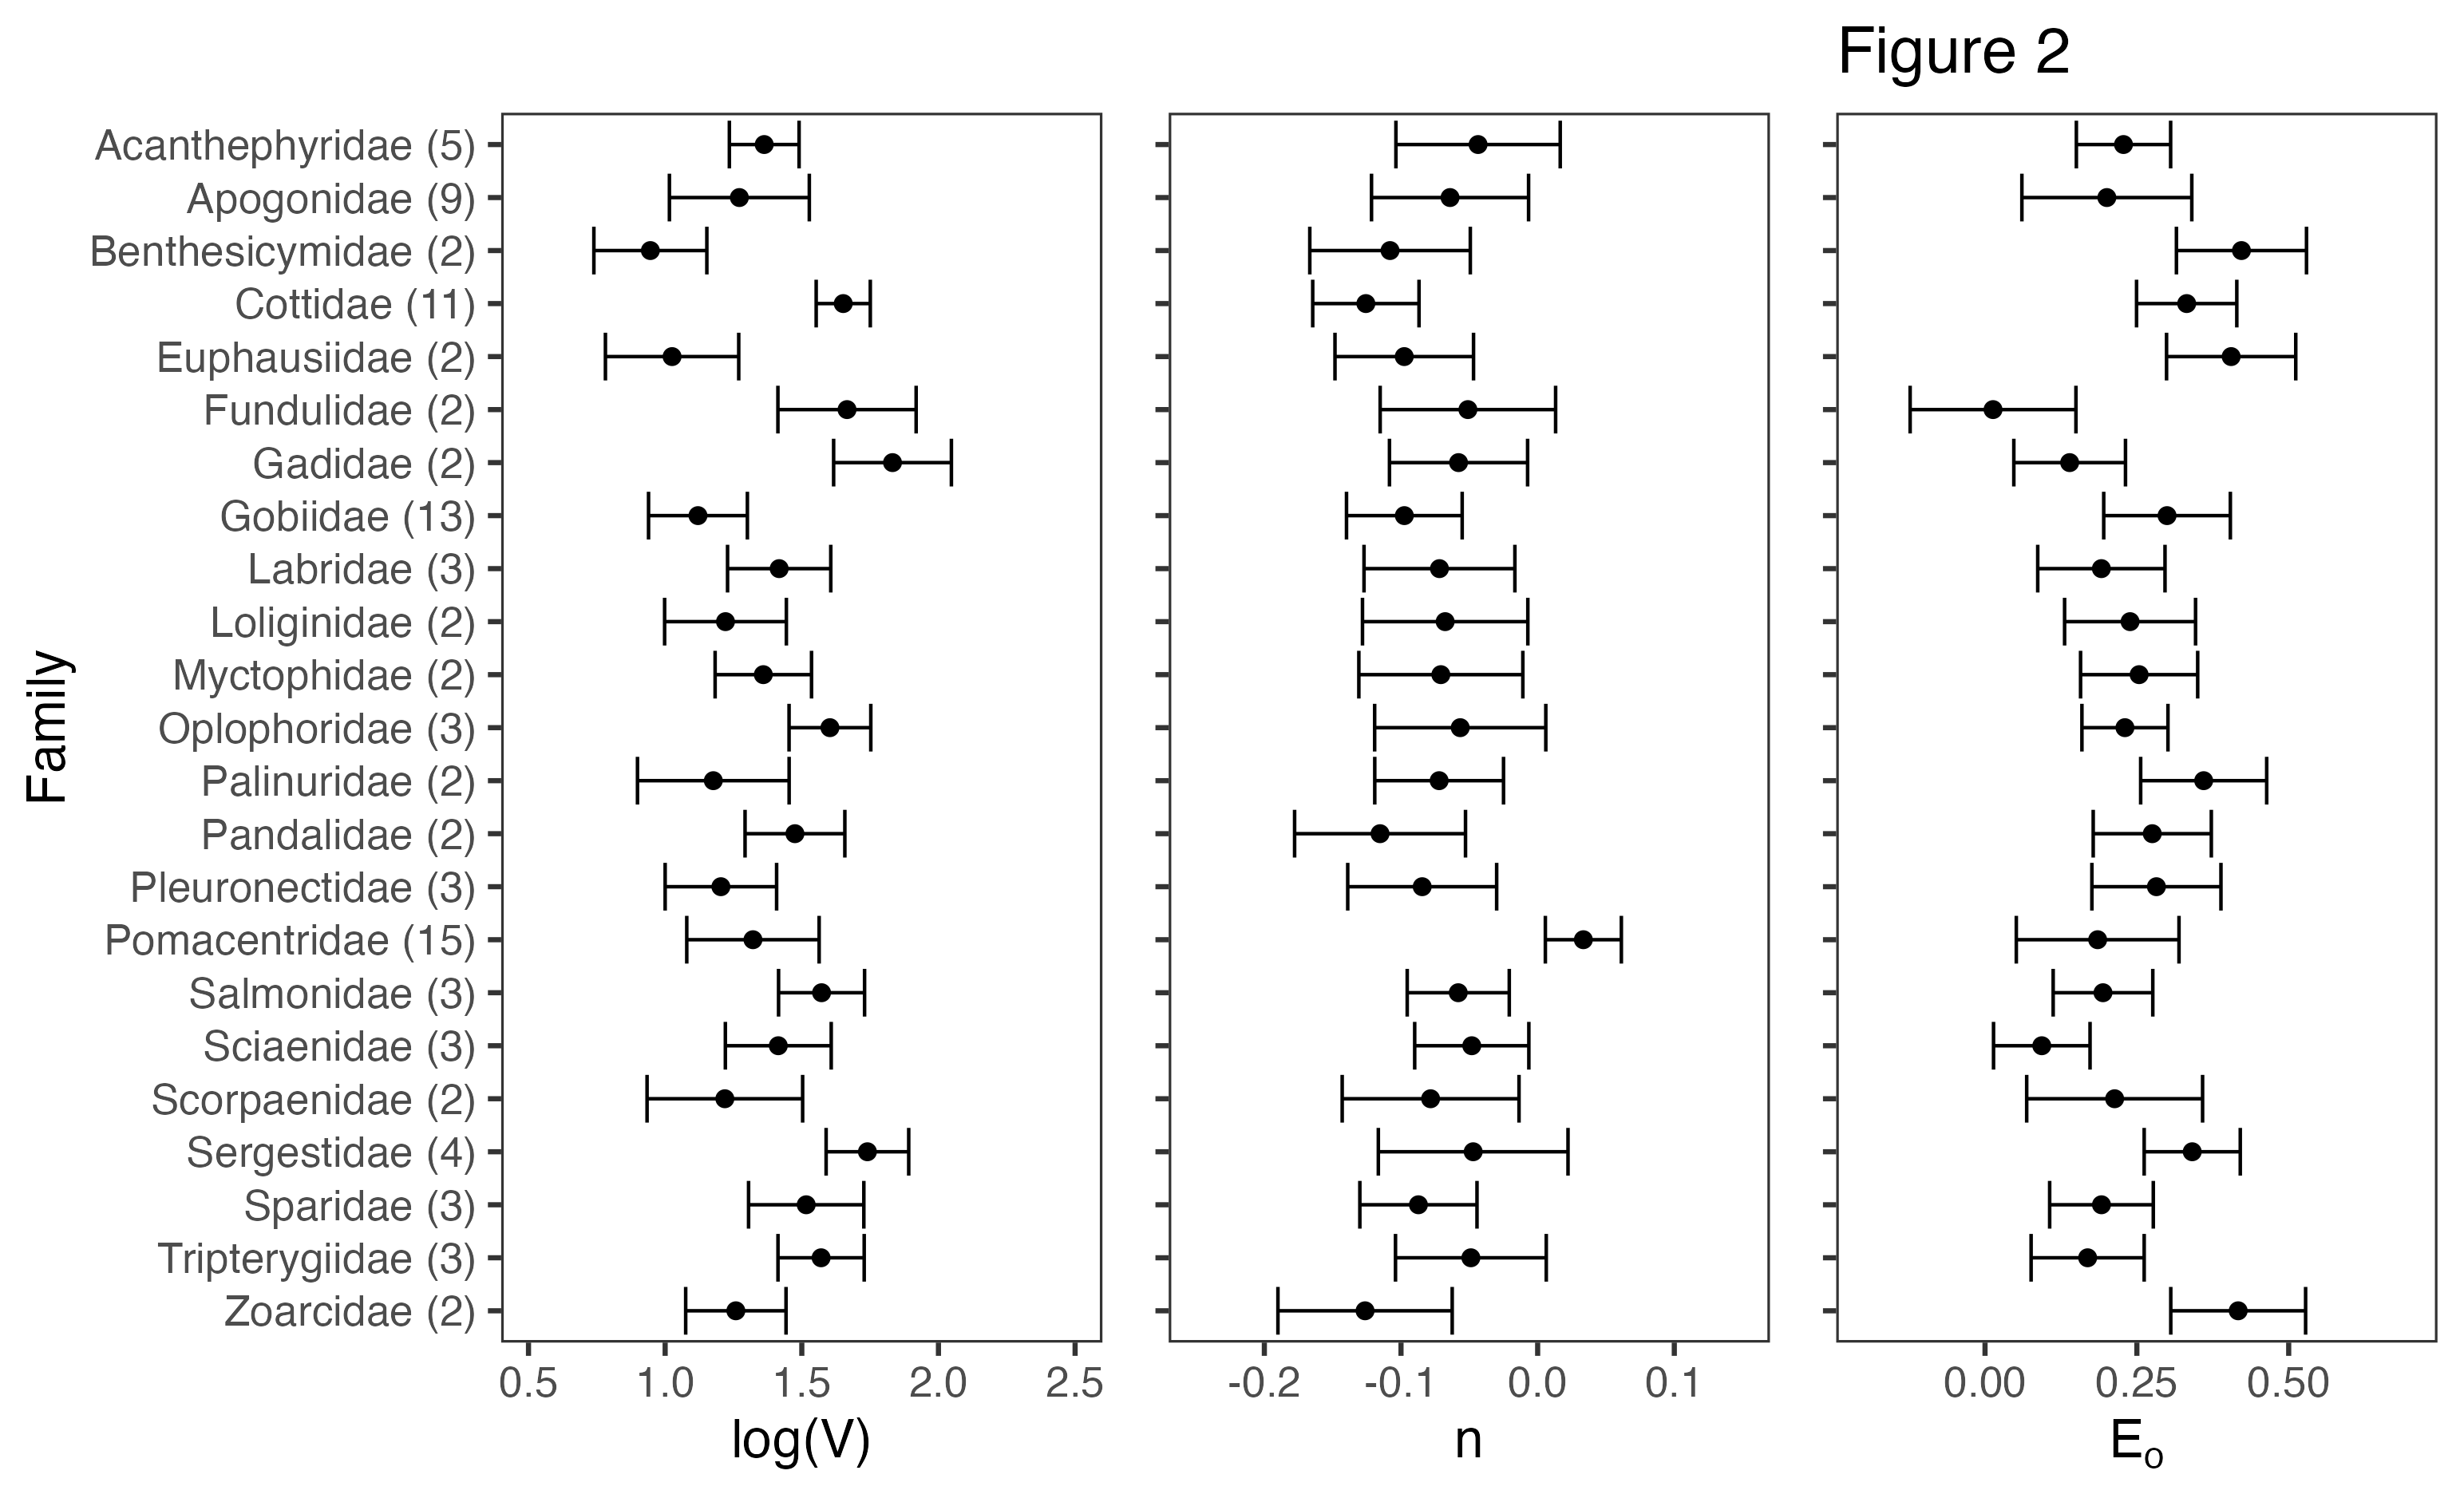 Figure 2
Family
Acanthephyridae (5)
Apogonidae (9)
Benthesicymidae (2)
Cottidae (11)
Euphausiidae (2)
Fundulidae (2)
Gadidae (2)
Gobiidae (13)
Labridae (3)
Loliginidae (2)
Myctophidae (2)
Oplophoridae (3)
Palinuridae (2)
Pandalidae (2)
Pleuronectidae (3)
Pomacentridae (15)
Salmonidae (3)
Sciaenidae (3)
Scorpaenidae (2)
Sergestidae (4)
Sparidae (3)
Tripterygiidae (3)
Zoarcidae (2)
0.5 1.0 1.5 2.0 2.5
log(V)
-0.2 -0.1 0.0 0.1
n
0.00 0.25 0.50
Eo